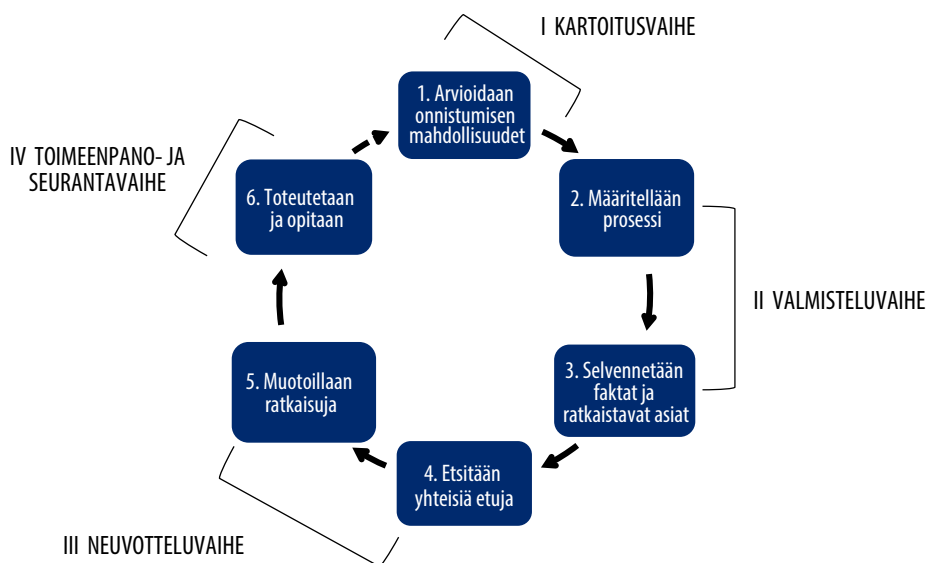 I KARTOITUSVAIHE
1. Arvioidaan
onnistumisen
mahdollisuudet
2. Määritellään
prosessi
II VALMISTELUVAIHE
3. Selvennetään
faktat ja
ratkaistavat asiat
4. Etsitään
yhteisiä etuja
III NEUVOTTELUVAIHE
5. Muotoillaan
ratkaisuja
6. Toteutetaan
ja opitaan
IV TOIMEENPANO- JA
SEURANTAVAIHE